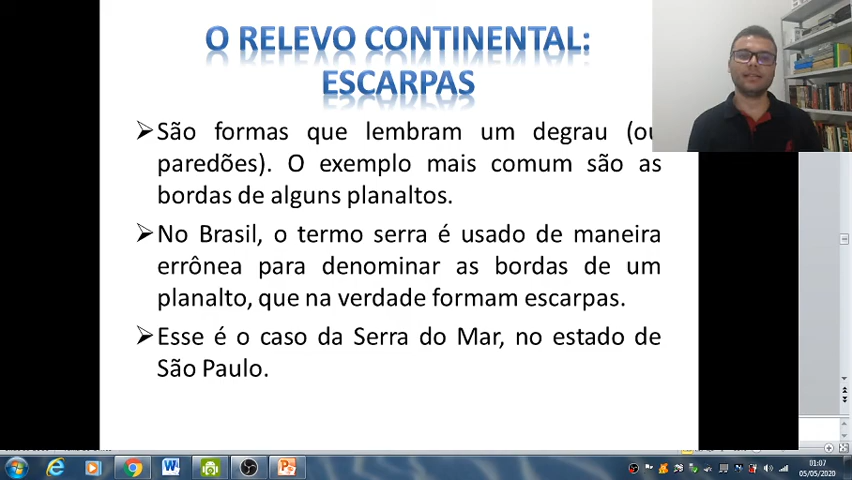 O RELEVO CONTINENTAL:
ESCARPAS
➢São formas que lembram um degrau (ou
paredões). O exemplo mais comum são as
bordas de alguns planaltos.
➢No Brasil, o termo serra é usado de maneira
errônea para denominar as bordas de um
planalto, que na verdade formam escarpas.
➢Esse é o caso da Serra do Mar, no estado de
São Paulo.
01:07
05/05/2020